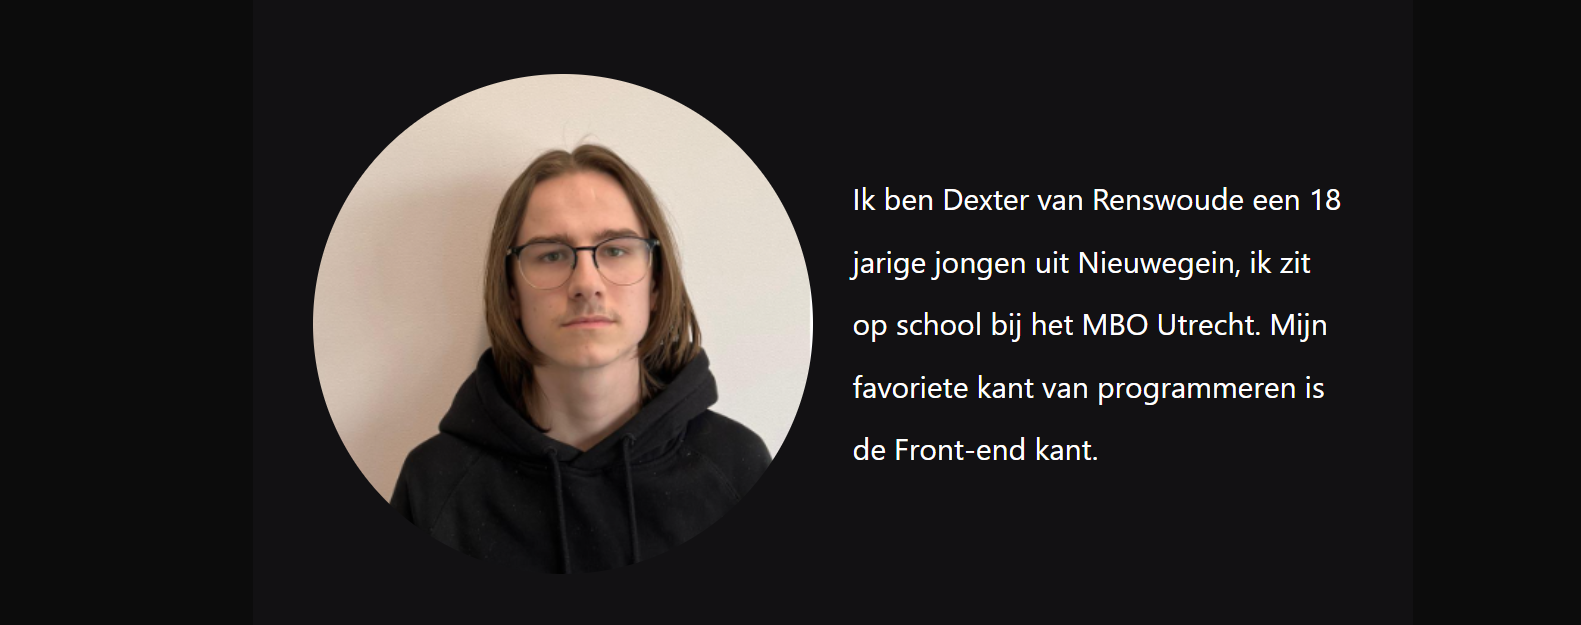 Ik ben Dexter van Renswoude een 18
jarige jongen uit Nieuwegein, ik zit
op school bij het MBO Utrecht. Mijn
favoriete kant van programmeren is
de Front-end kant.